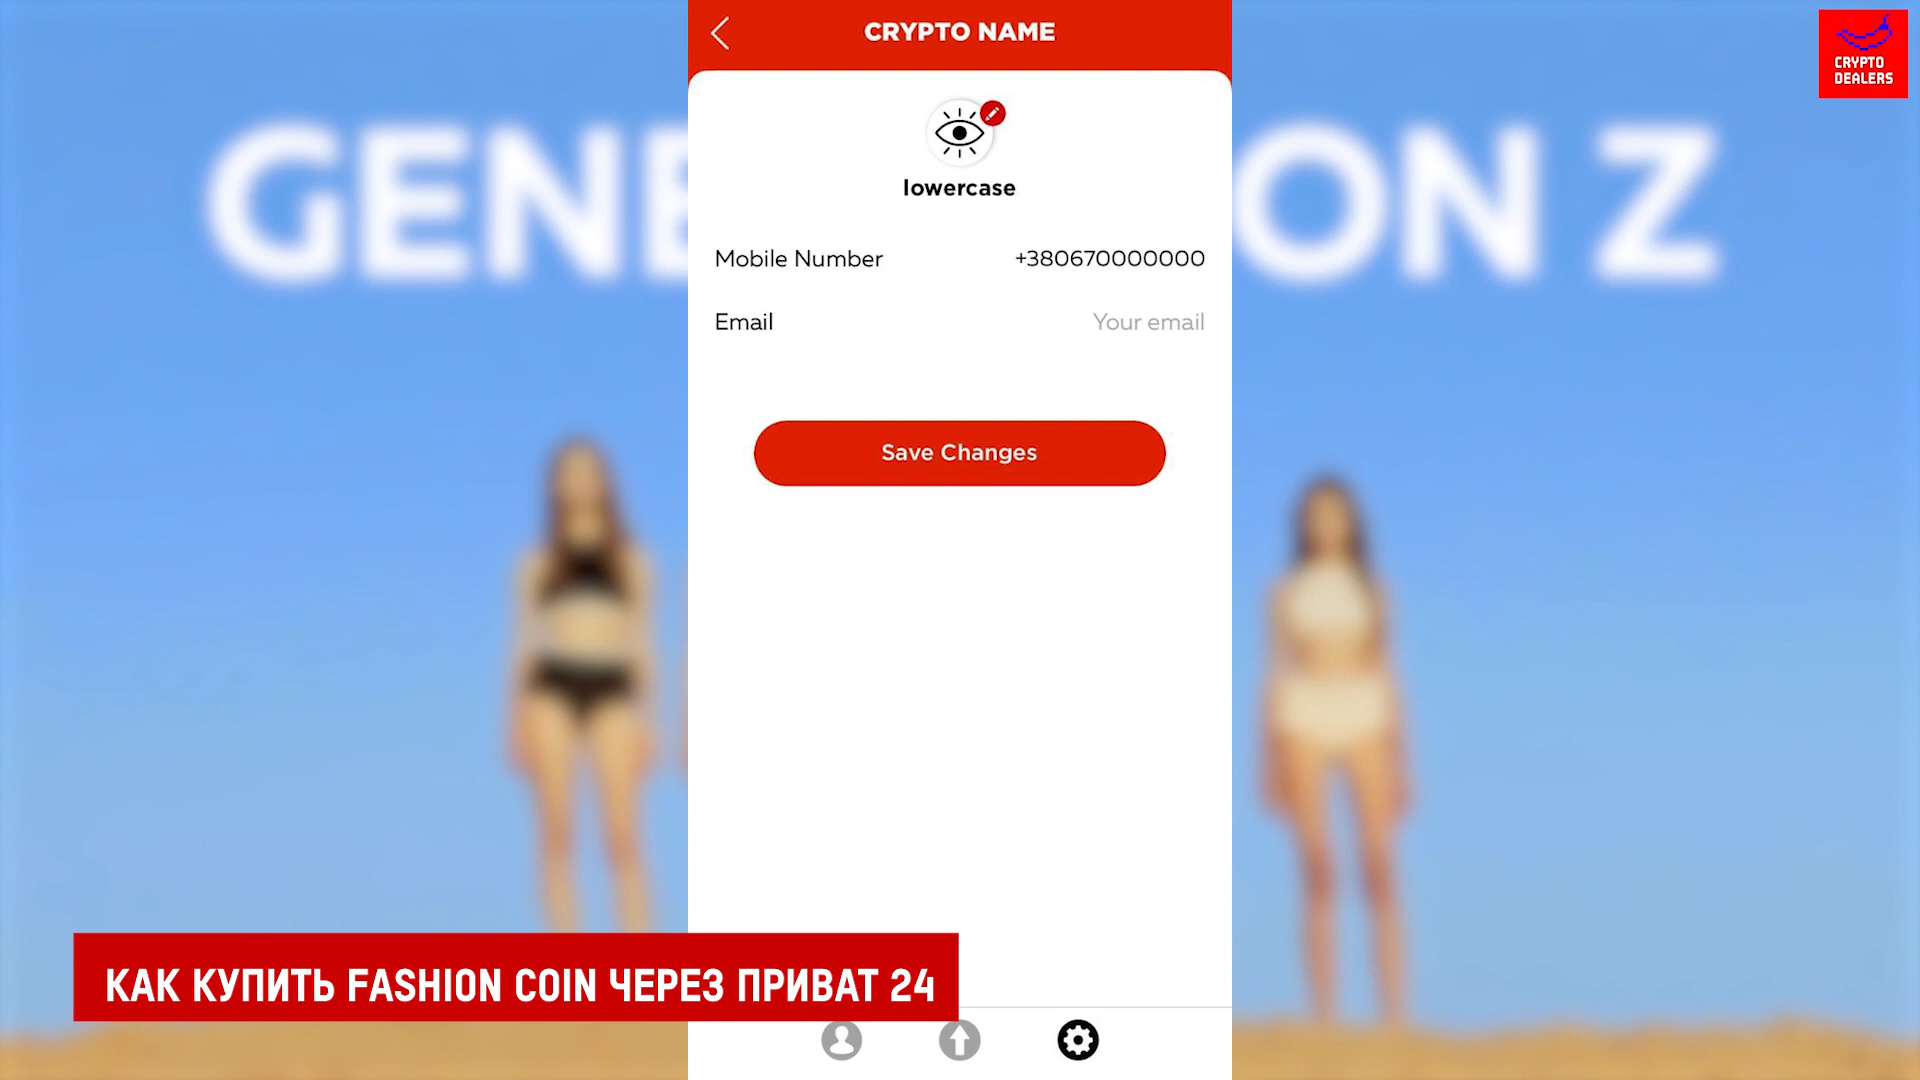 CRYPTO NAME
CRYPTO
DEALERS
GENE ON Z
lowercase
Mobile Number +380670000000
Email Your email
Save Changes
КАК КУПИТЬ FASHION COIN ЧЕРЕЗ ПРИВАТ 24